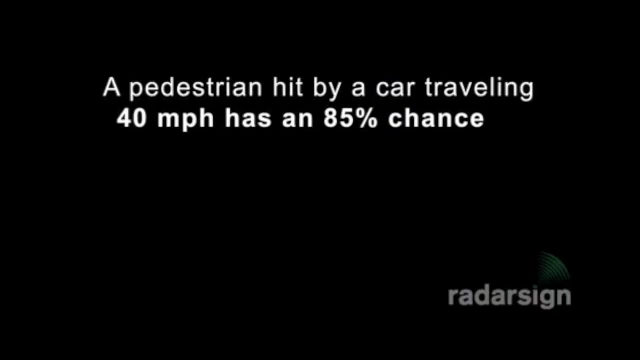 A pedestrian hit by a car traveling
40 mph has an 85% chance
radarsign